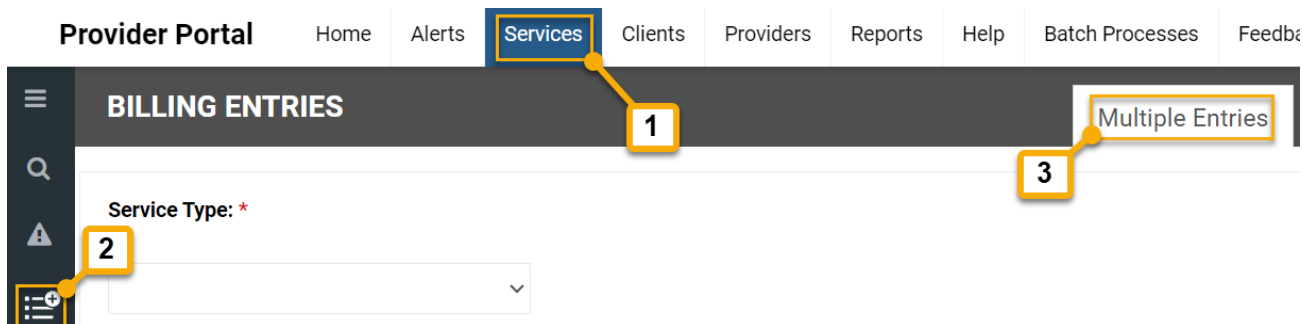 Provider Portal Home Alerts Services Clients Providers Reports Help Batch Processes Feedba
BILLING ENTRIES
1
Multiple Entries
3
Service Type: *
2